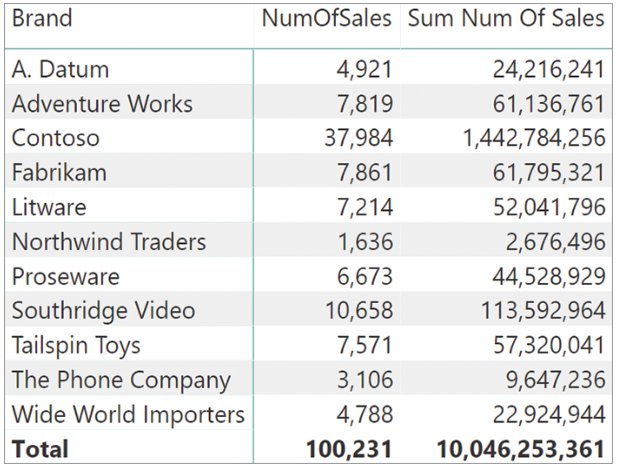 Brand NumOfSales Sum Num Of Sales
A. Datum 4,921 24,216,241
Adventure Works 7,819 61,136,761
Contoso 37,984 1,442,784,256
Fabrikam 7,861 61,795,321
Litware 7,214 52,041,796
Northwind Traders 1,636 2,676,496
Proseware 6,673 44,528,929
Southridge Video 10,658 113,592,964
Tailspin Toys 7,571 57,320,041
The Phone Company 3,106 9,647,236
Wide World Importers 4,788 22,924,944
Total 100,231 10,046,253,361